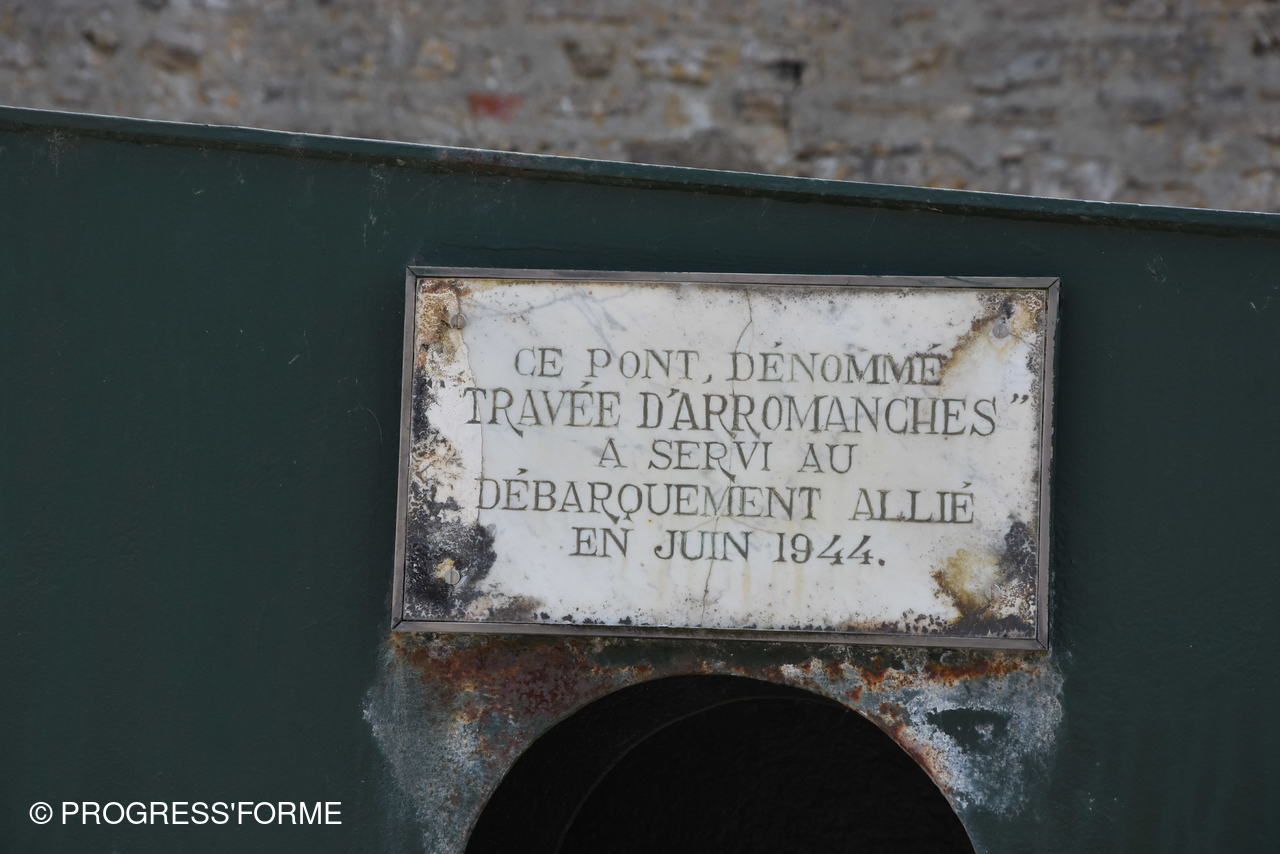 CE PONT, DÉNOMMÉ
TRAVÉE D'ARROMANCHES"
A SERVI AU
DÉBARQUEMENT ALLIÉ
EN JUIN 1944.
© PROGRESS'FORME